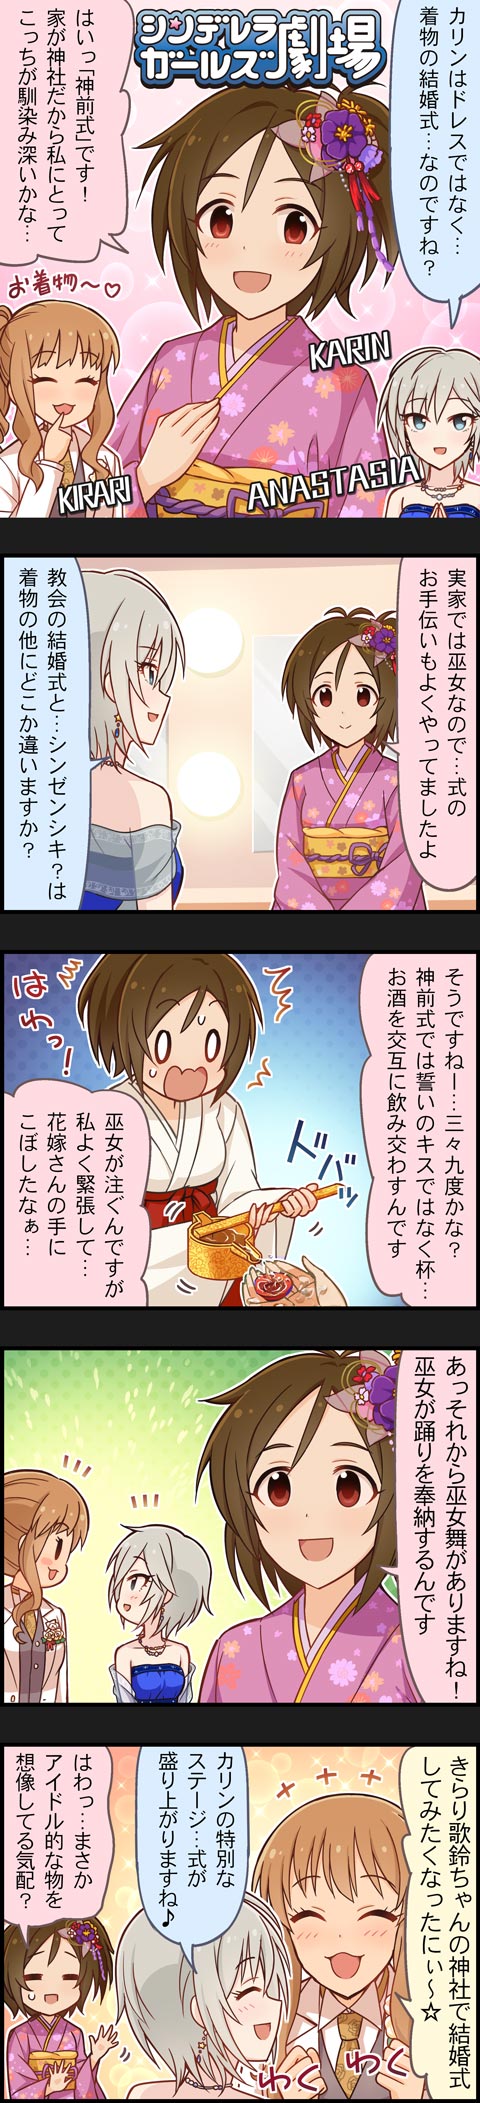 シンデレラ
ガールズ劇場
カリンはドレスではなく…
着物の結婚式…なのですね？
はいっ「神前式」です！
家が神社だから私にとって
こっちが馴染み深いかな…
お着物～♡
KARIN
KIRARI
ANASTASIA
実家では巫女なので…式の
お手伝いもよくやってましたよ
教会の結婚式と…シンゼンシキ？は
着物の他にどこか違いますか？
そうですねー…三々九度かな？
神前式では誓いのキスではなく杯…
お酒を交互に飲み交わすんです
はわっ！
ドバッ
巫女が注ぐんですが
私よく緊張して…
花嫁さんの手に
こぼしたなぁ…
あっそれから巫女舞がありますね！
巫女が踊りを奉納するんです
きらり歌鈴ちゃんの神社で結婚式
してみたくなったにぃ～☆
カリンの特別な
ステージ…式が
盛り上がりますね♪
はわっ…まさか
アイドル的な物を
想像してる気配？
わく
わく